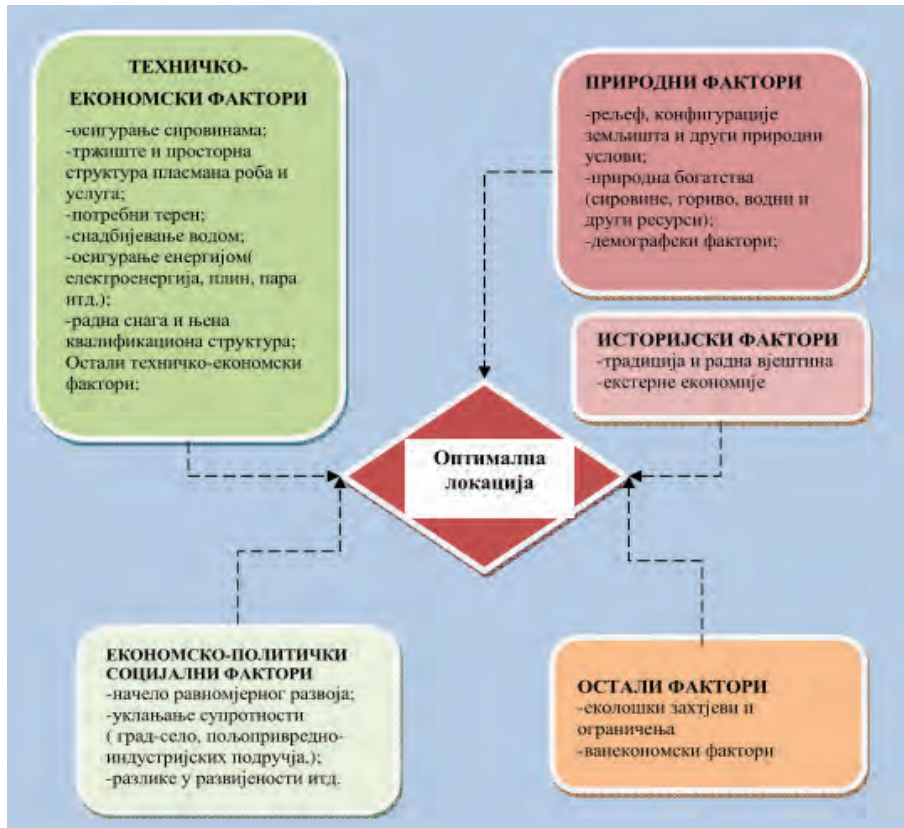 ТЕХНИЧКО-
ЕКОНОМСКИ ФАКТОРИ
-осигурање сировинама;
-тржиште и просторна
структура пласмана роба и
услуга;
-потребни терен;
-снадбијевање водом;
-осигурање енергијом(
електроенергија, плин, пара
итд.);
-радна снага и њена
квалификациона структура;
Остали техничко-економски
фактори;
ПРИРОДНИ ФАКТОРИ
-рељеф, конфигурације
земљишта и други природни
услови;
-природна богатства
(сировине, гориво, водни и
други ресурси);
-демографски фактори;
ИСТОРИЈСКИ ФАКТОРИ
-традиција и радна вјештина
-екстерне економије
Оптимална
локација
ЕКОНОМСКО-ПОЛИТИЧКИ
СОЦИЈАЛНИ ФАКТОРИ
-начело равномјерног развоја;
-уклањање супротности
( град-село, пољопривредно-
индустријских подручја,);
-разлике у развијености итд.
ОСТАЛИ ФАКТОРИ
-еколошки захтјеви и
ограничења
-ванекономски фактори